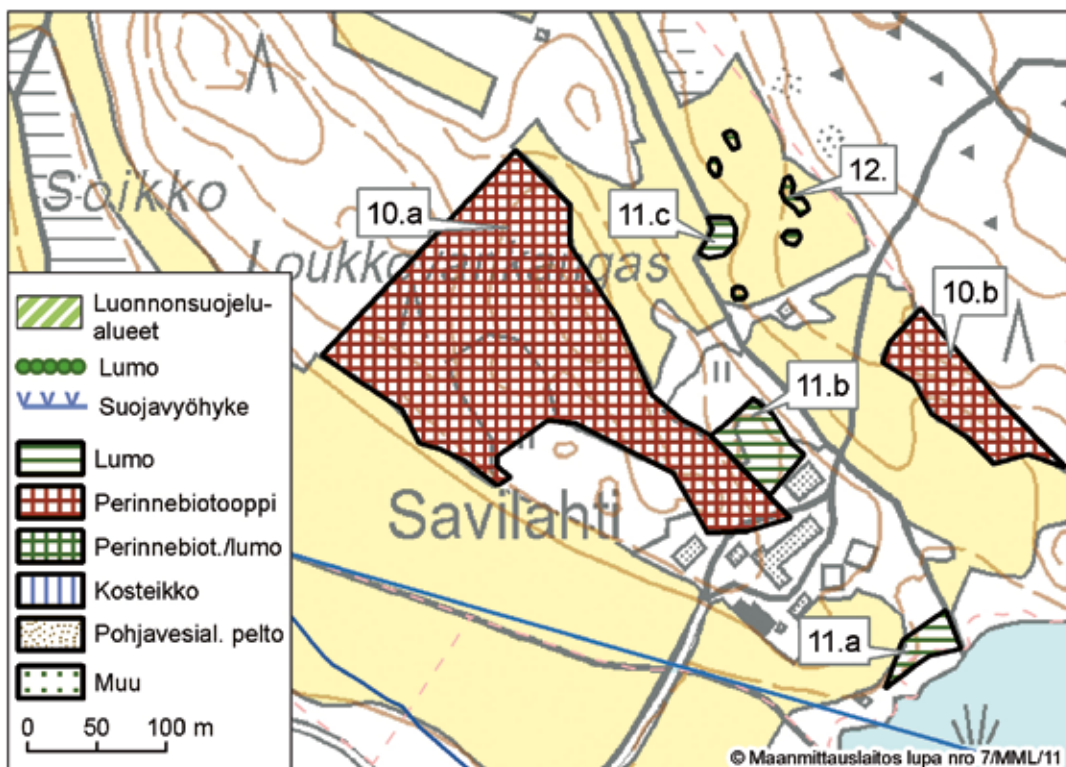 Soikko
10.a
11.c
12.
Loukkovarkangas
10.b
11.b
Savilahti
11.a
Luonnonsuojelu-
alueet
Lumo
Suojavyöhyke
Lumo
Perinnebiotooppi
Perinnebiot./lumo
Kosteikko
Pohjavesial. pelto
Muu
0 50 100 m
© Maanmittauslaitos lupa nro 7/MML/11